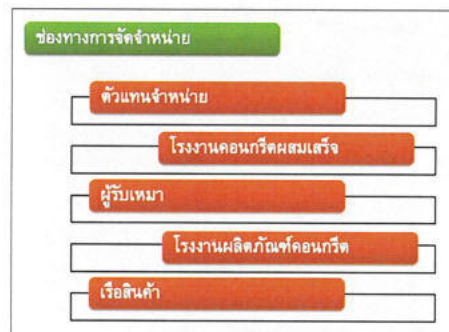 ช่องทางการจัดจำหน่าย
ตัวแทนจำหน่าย
โรงงานคอนกรีตผสมเสร็จ
ผู้รับเหมา
โรงงานผลิตภัณฑ์คอนกรีต
เรือสินค้า